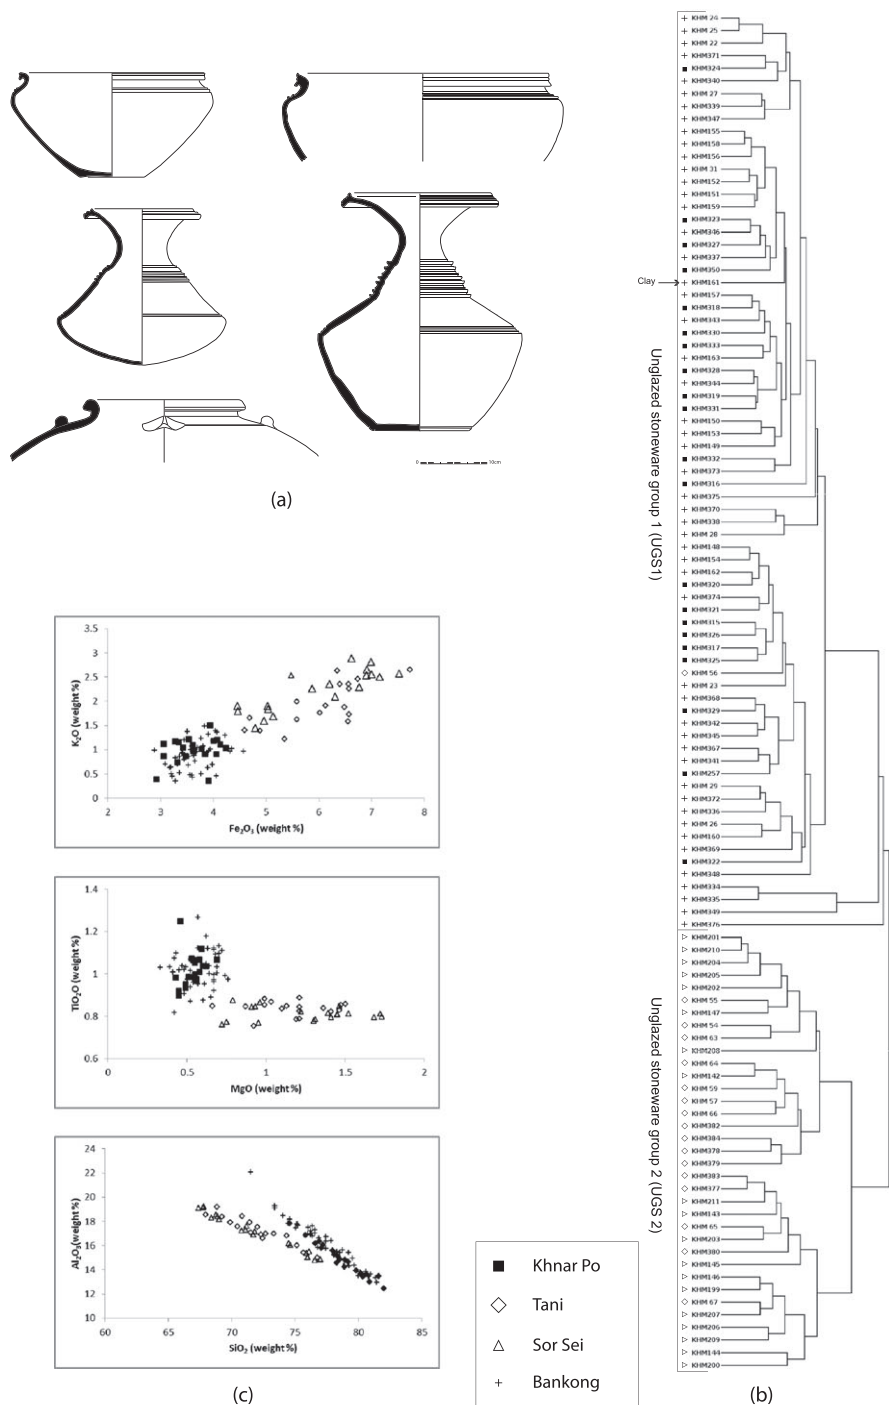 0 10cm
(a)
3.5
3
2.5
2
1.5
1
0.5
0
K2O (weight %)
2 3 4 5 6 7 8
Fe2O3 (weight %)
1.4
1.2
1
0.8
0.6
TiO2O (weight %)
0 0.5 1 1.5 2
MgO (weight %)
24
22
20
18
16
14
12
10
Al2O3 (weight %)
60 65 70 75 80 85
SiO2 (weight %)
(c)
Khnar Po
Tani
Sor Sei
Bankong
Clay
Unglazed stoneware group 1 (UGS1)
Unglazed stoneware group 2 (UGS 2)
KHM 24
KHM 25
KHM 22
KHM371
KHM324
KHM340
KHM 27
KHM339
KHM347
KHM155
KHM158
KHM156
KHM 31
KHM152
KHM151
KHM159
KHM323
KHM346
KHM327
KHM337
KHM350
KHM161
KHM157
KHM318
KHM343
KHM330
KHM333
KHM163
KHM328
KHM344
KHM319
KHM331
KHM150
KHM153
KHM149
KHM332
KHM373
KHM316
KHM375
KHM370
KHM338
KHM 28
KHM148
KHM154
KHM162
KHM320
KHM374
KHM321
KHM315
KHM326
KHM317
KHM325
KHM 56
KHM 23
KHM368
KHM329
KHM342
KHM345
KHM367
KHM341
KHM257
KHM 29
KHM372
KHM336
KHM 26
KHM160
KHM369
KHM322
KHM348
KHM334
KHM335
KHM349
KHM376
KHM201
KHM210
KHM204
KHM205
KHM202
KHM 55
KHM147
KHM 54
KHM 63
KHM208
KHM 64
KHM142
KHM 59
KHM 57
KHM 66
KHM382
KHM384
KHM378
KHM379
KHM383
KHM377
KHM211
KHM143
KHM 65
KHM203
KHM380
KHM145
KHM146
KHM199
KHM 67
KHM207
KHM206
KHM209
KHM144
KHM200
(b)